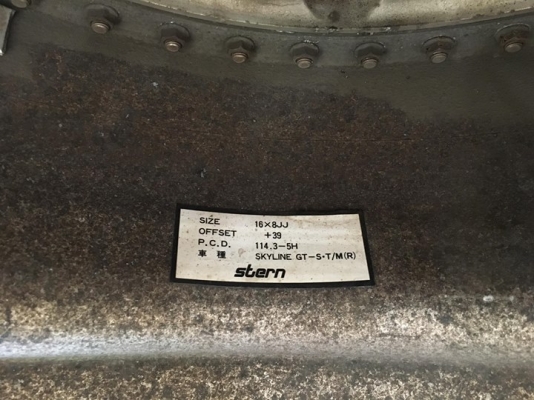 SIZE 16×8JJ
OFFSET +39
P.C.D. 114.3-5H
車種 SKYLINE GT-S·T/M(R)
stern